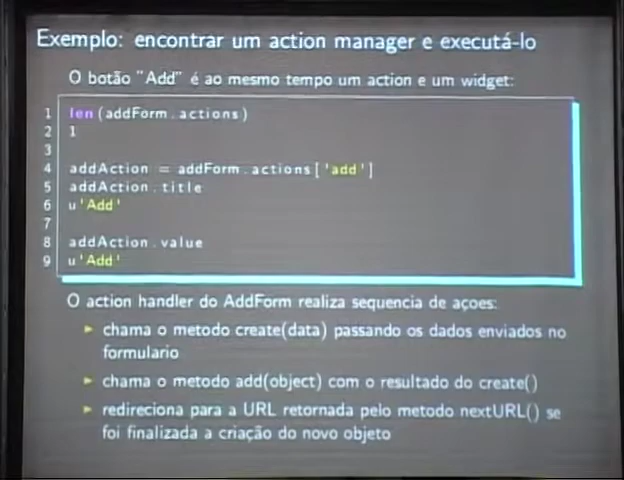 Exemplo: encontrar um action manager e executá-lo
O botão "Add" é ao mesmo tempo um action e um widget:
1 len(addForm.actions)
2 1
3
4 addAction = addForm.actions['add']
5 addAction.title
6 u'Add'
7
8 addAction.value
9 u'Add'
O action handler do AddForm realiza sequencia de açoes:
chama o metodo create(data) passando os dados enviados no
formulario
chama o metodo add(object) com o resultado do create()
redireciona para a URL retornada pelo metodo nextURL() se
foi finalizada a criação do novo objeto